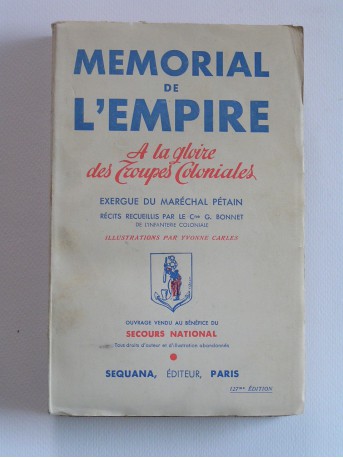 MEMORIAL
DE
L'EMPIRE
A la gloire
des Troupes Coloniales
EXERGUE DU MARÉCHAL PÉTAIN
RÉCITS RECUEILLIS PAR LE Cne G. BONNET
DE L'INFANTERIE COLONIALE
ILLUSTRATIONS PAR YVONNE CARLES
OUVRAGE VENDU AU BÉNÉFICE DU
SECOURS NATIONAL
Tous droits d'auteur et d'illustration abandonnés
SEQUANA, ÉDITEUR, PARIS
ÉDITION